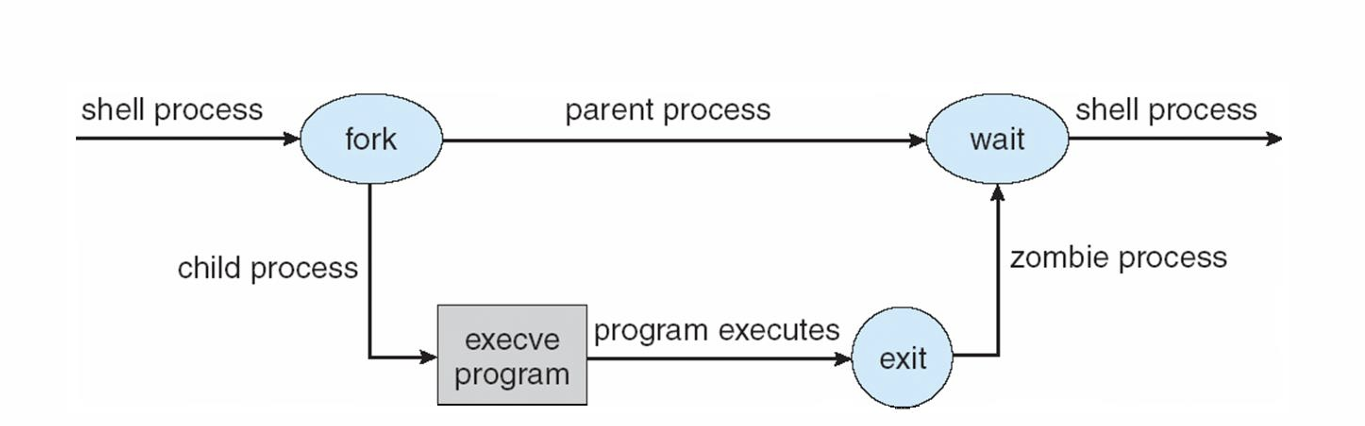 shell process
fork
parent process
wait
shell process
child process
zombie process
execve
program
program executes
exit